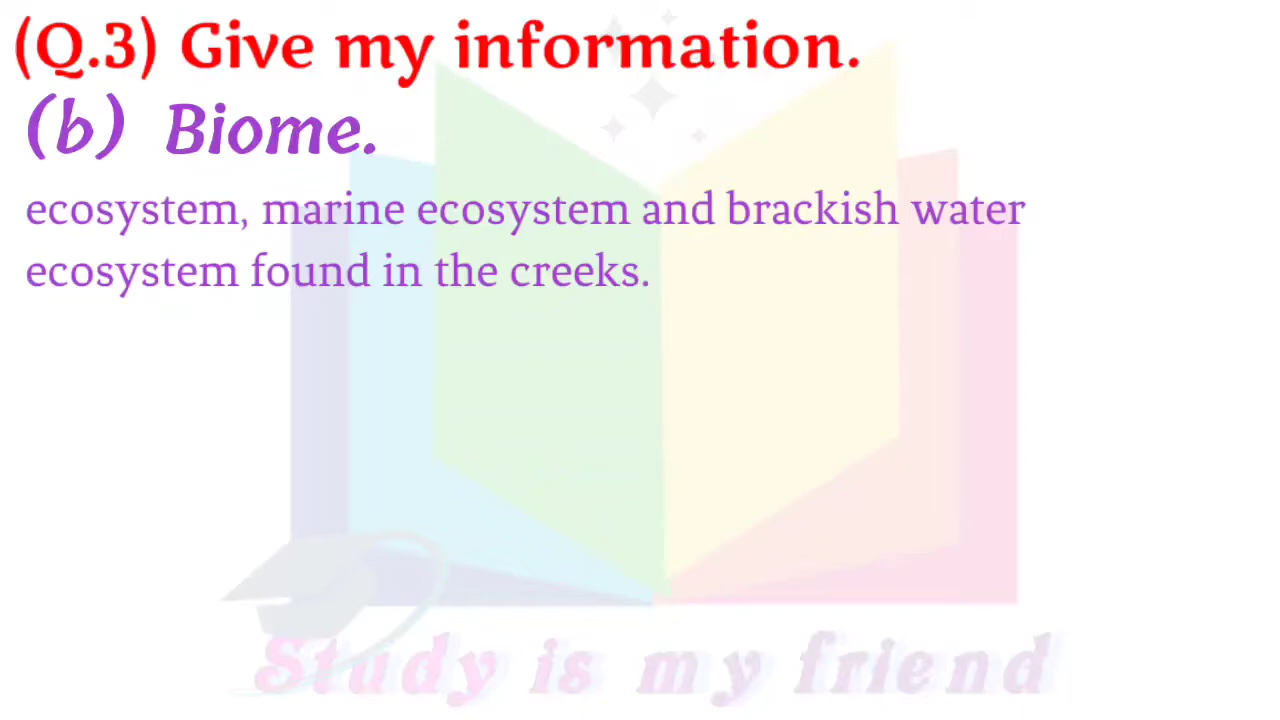 (Q.3) Give my information.
(b) Biome.
ecosystem, marine ecosystem and brackish water
ecosystem found in the creeks.
Study is my friend